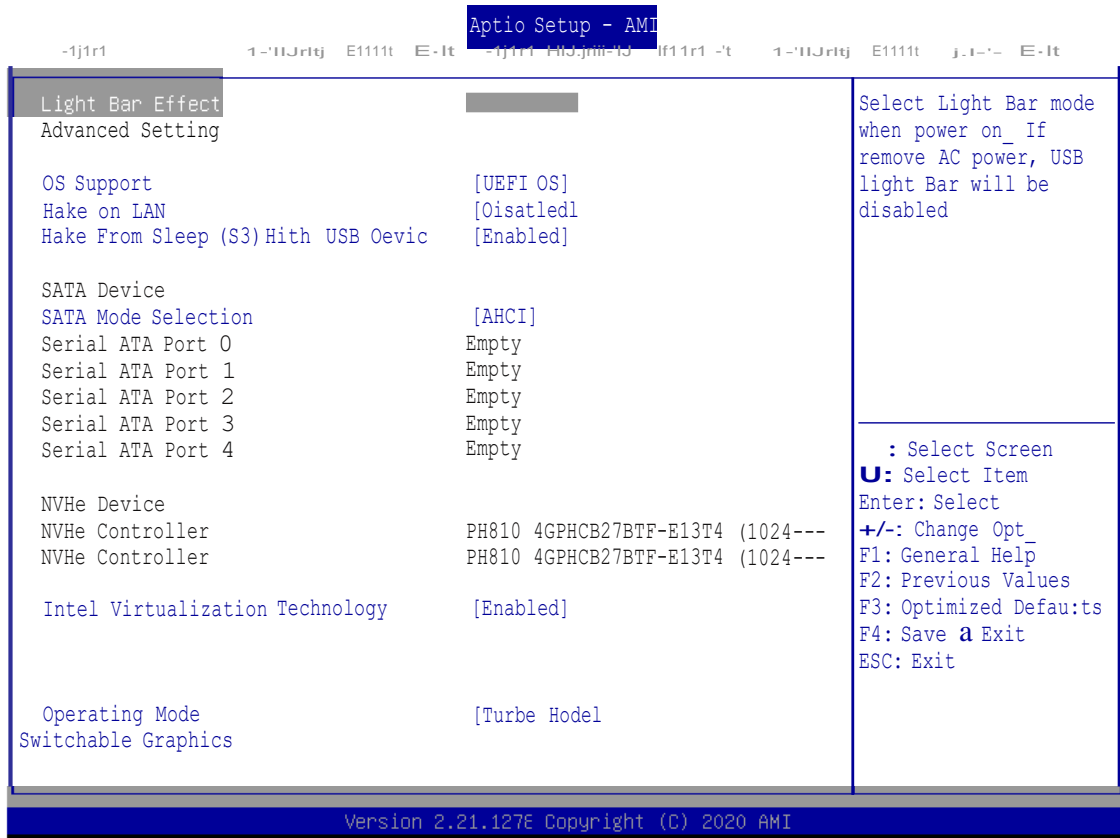 Aptio Setup - AMI
Light Bar Effect
Advanced Setting
OS Support [UEFI OS]
Hake on LAN [Oisatledl
Hake From Sleep (S3) Hith USB Oevic [Enabled]
SATA Device
SATA Mode Selection [AHCI]
Serial ATA Port 0 Empty
Serial ATA Port 1 Empty
Serial ATA Port 2 Empty
Serial ATA Port 3 Empty
Serial ATA Port 4 Empty
NVHe Device
NVHe Controller PH810 4GPHCB27BTF-E13T4 (1024---
NVHe Controller PH810 4GPHCB27BTF-E13T4 (1024---
Intel Virtualization Technology [Enabled]
Operating Mode [Turbe Hodel
Switchable Graphics
Select Light Bar mode
when power on_ If
remove AC power, USB
light Bar will be
disabled
: Select Screen
U: Select Item
Enter: Select
+/-: Change Opt_
F1: General Help
F2: Previous Values
F3: Optimized Defau:ts
F4: Save a Exit
ESC: Exit
Version 2.21.127E Copyright (C) 2020 AMI